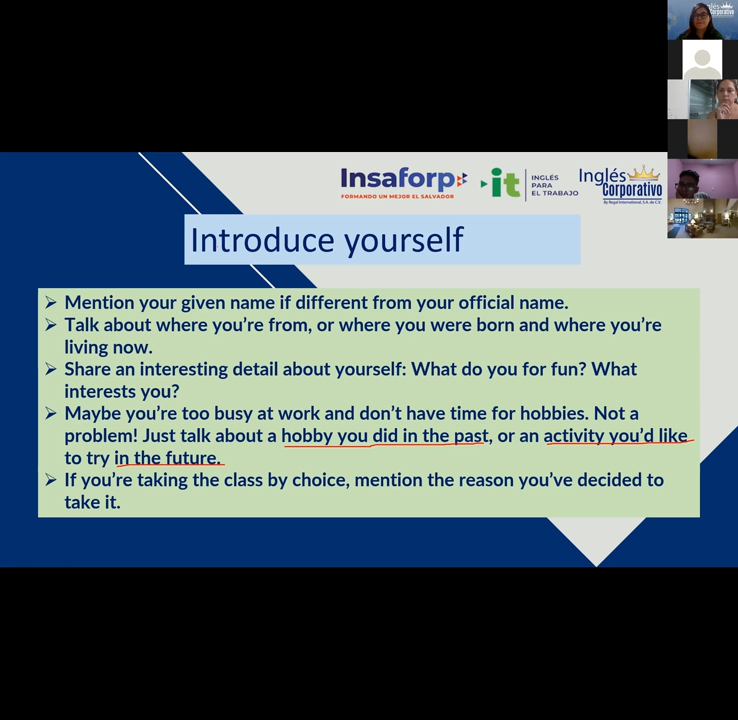 Insaforp
FORMANDO UN MEJOR EL SALVADOR
it
INGLÉS
PARA
EL TRABAJO
Inglés
Corporativo
By Regal International, S.A. de C.V.
Introduce yourself
➢ Mention your given name if different from your official name.
➢ Talk about where you’re from, or where you were born and where you’re
living now.
➢ Share an interesting detail about yourself: What do you for fun? What
interests you?
➢ Maybe you’re too busy at work and don’t have time for hobbies. Not a
problem! Just talk about a hobby you did in the past, or an activity you’d like
to try in the future.
➢ If you’re taking the class by choice, mention the reason you’ve decided to
take it.